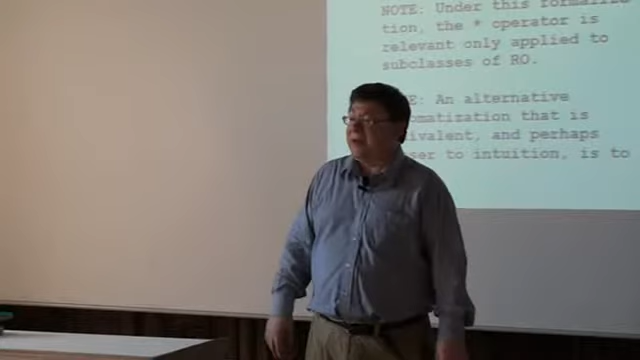 NOTE: Under this formaliza
tion, the * operator is
relevant only applied to
subclasses of RO.
E: An alternative
omatization that is
ivalent, and perhaps
ser to intuition, is to